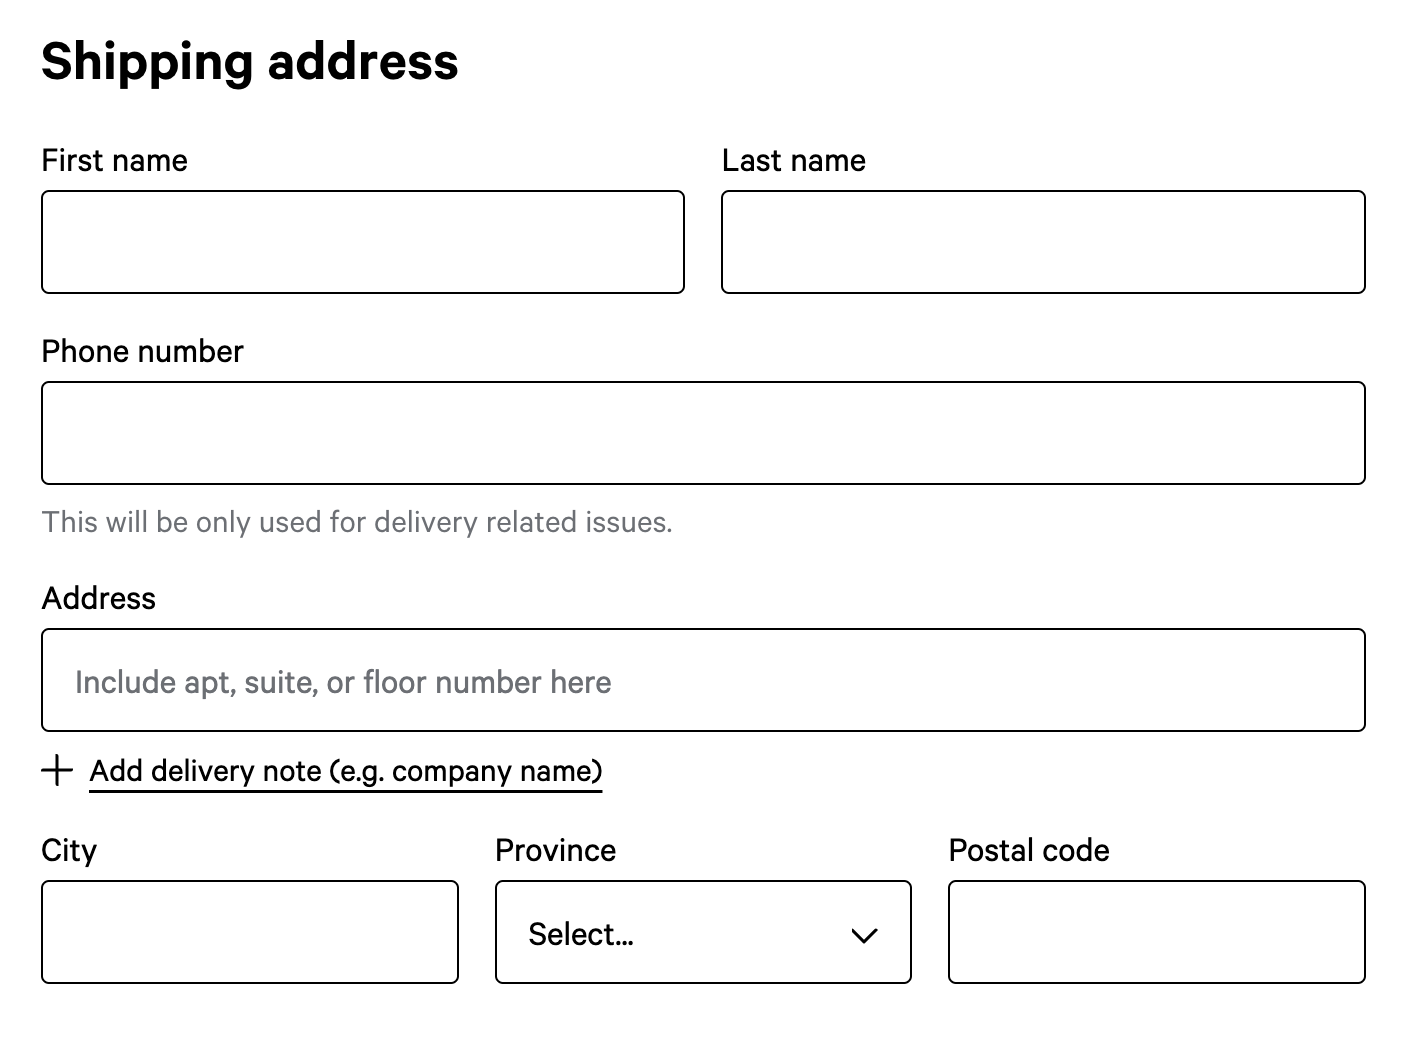 Shipping address
First name
Last name
Phone number
This will be only used for delivery related issues.
Address
Include apt, suite, or floor number here
Add delivery note (e.g. company name)
City
Province
Postal code
Select...